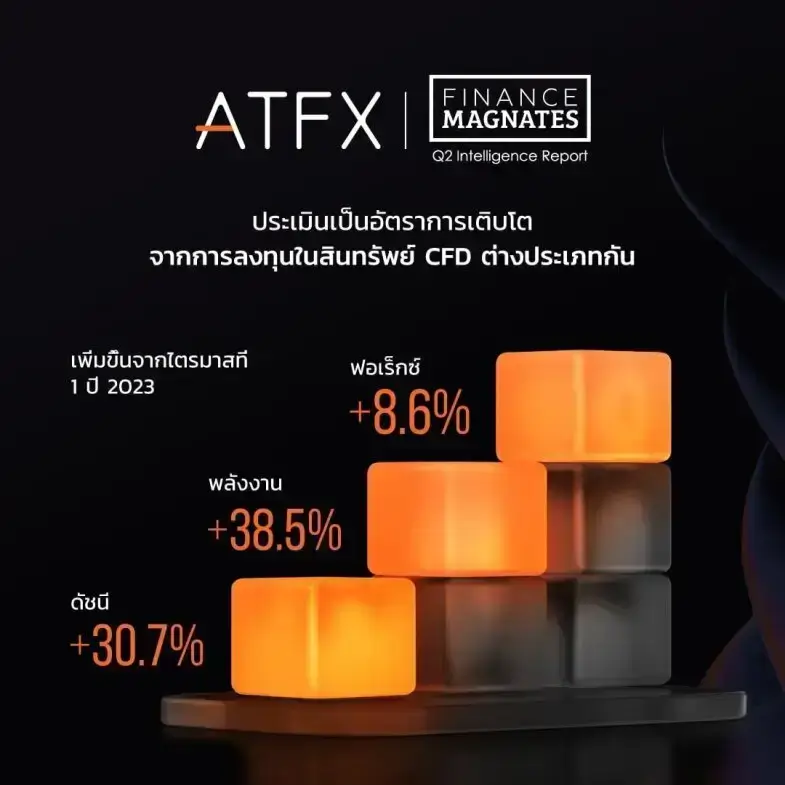 ATFX
FINANCE
MAGNATES
Q2 Intelligence Report
ประเมินเป็นอัตราการเติบโต
จากการลงทุนในสินทรัพย์ CFD ต่างประเภทกัน
เพิ่มขึ้นจากไตรมาสที่
1 ปี 2023
ฟอเร็กซ์
+8.6%
พลังงาน
+38.5%
ดัชนี
+30.7%